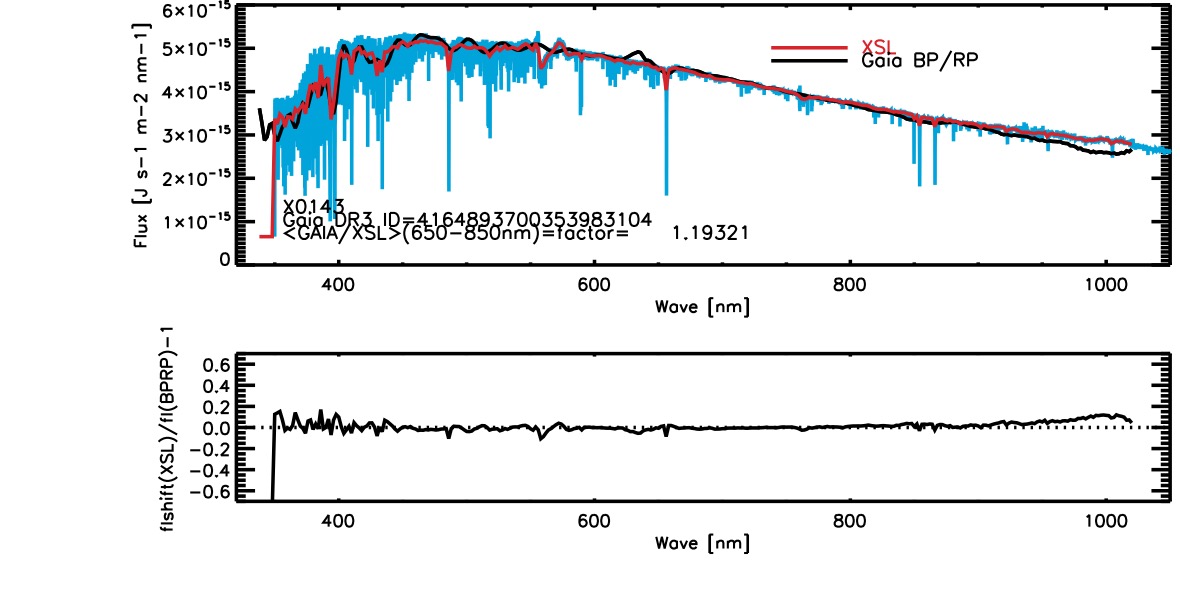 6×10−15
5×10−15
4×10−15
3×10−15
2×10−15
1×10−15
0
Flux [J s−1 m−2 nm−1]
XSL
Gaia BP/RP
X0143
Gaia DR3 ID=4164893700353983104
<GAIA/XSL>(650−850nm)=factor= 1.19321
400 600 800 1000
Wave [nm]
0.6
0.4
0.2
0.0
−0.2
−0.4
−0.6
flshift(XSL)/fl(BPRP)−1
400 600 800 1000
Wave [nm]